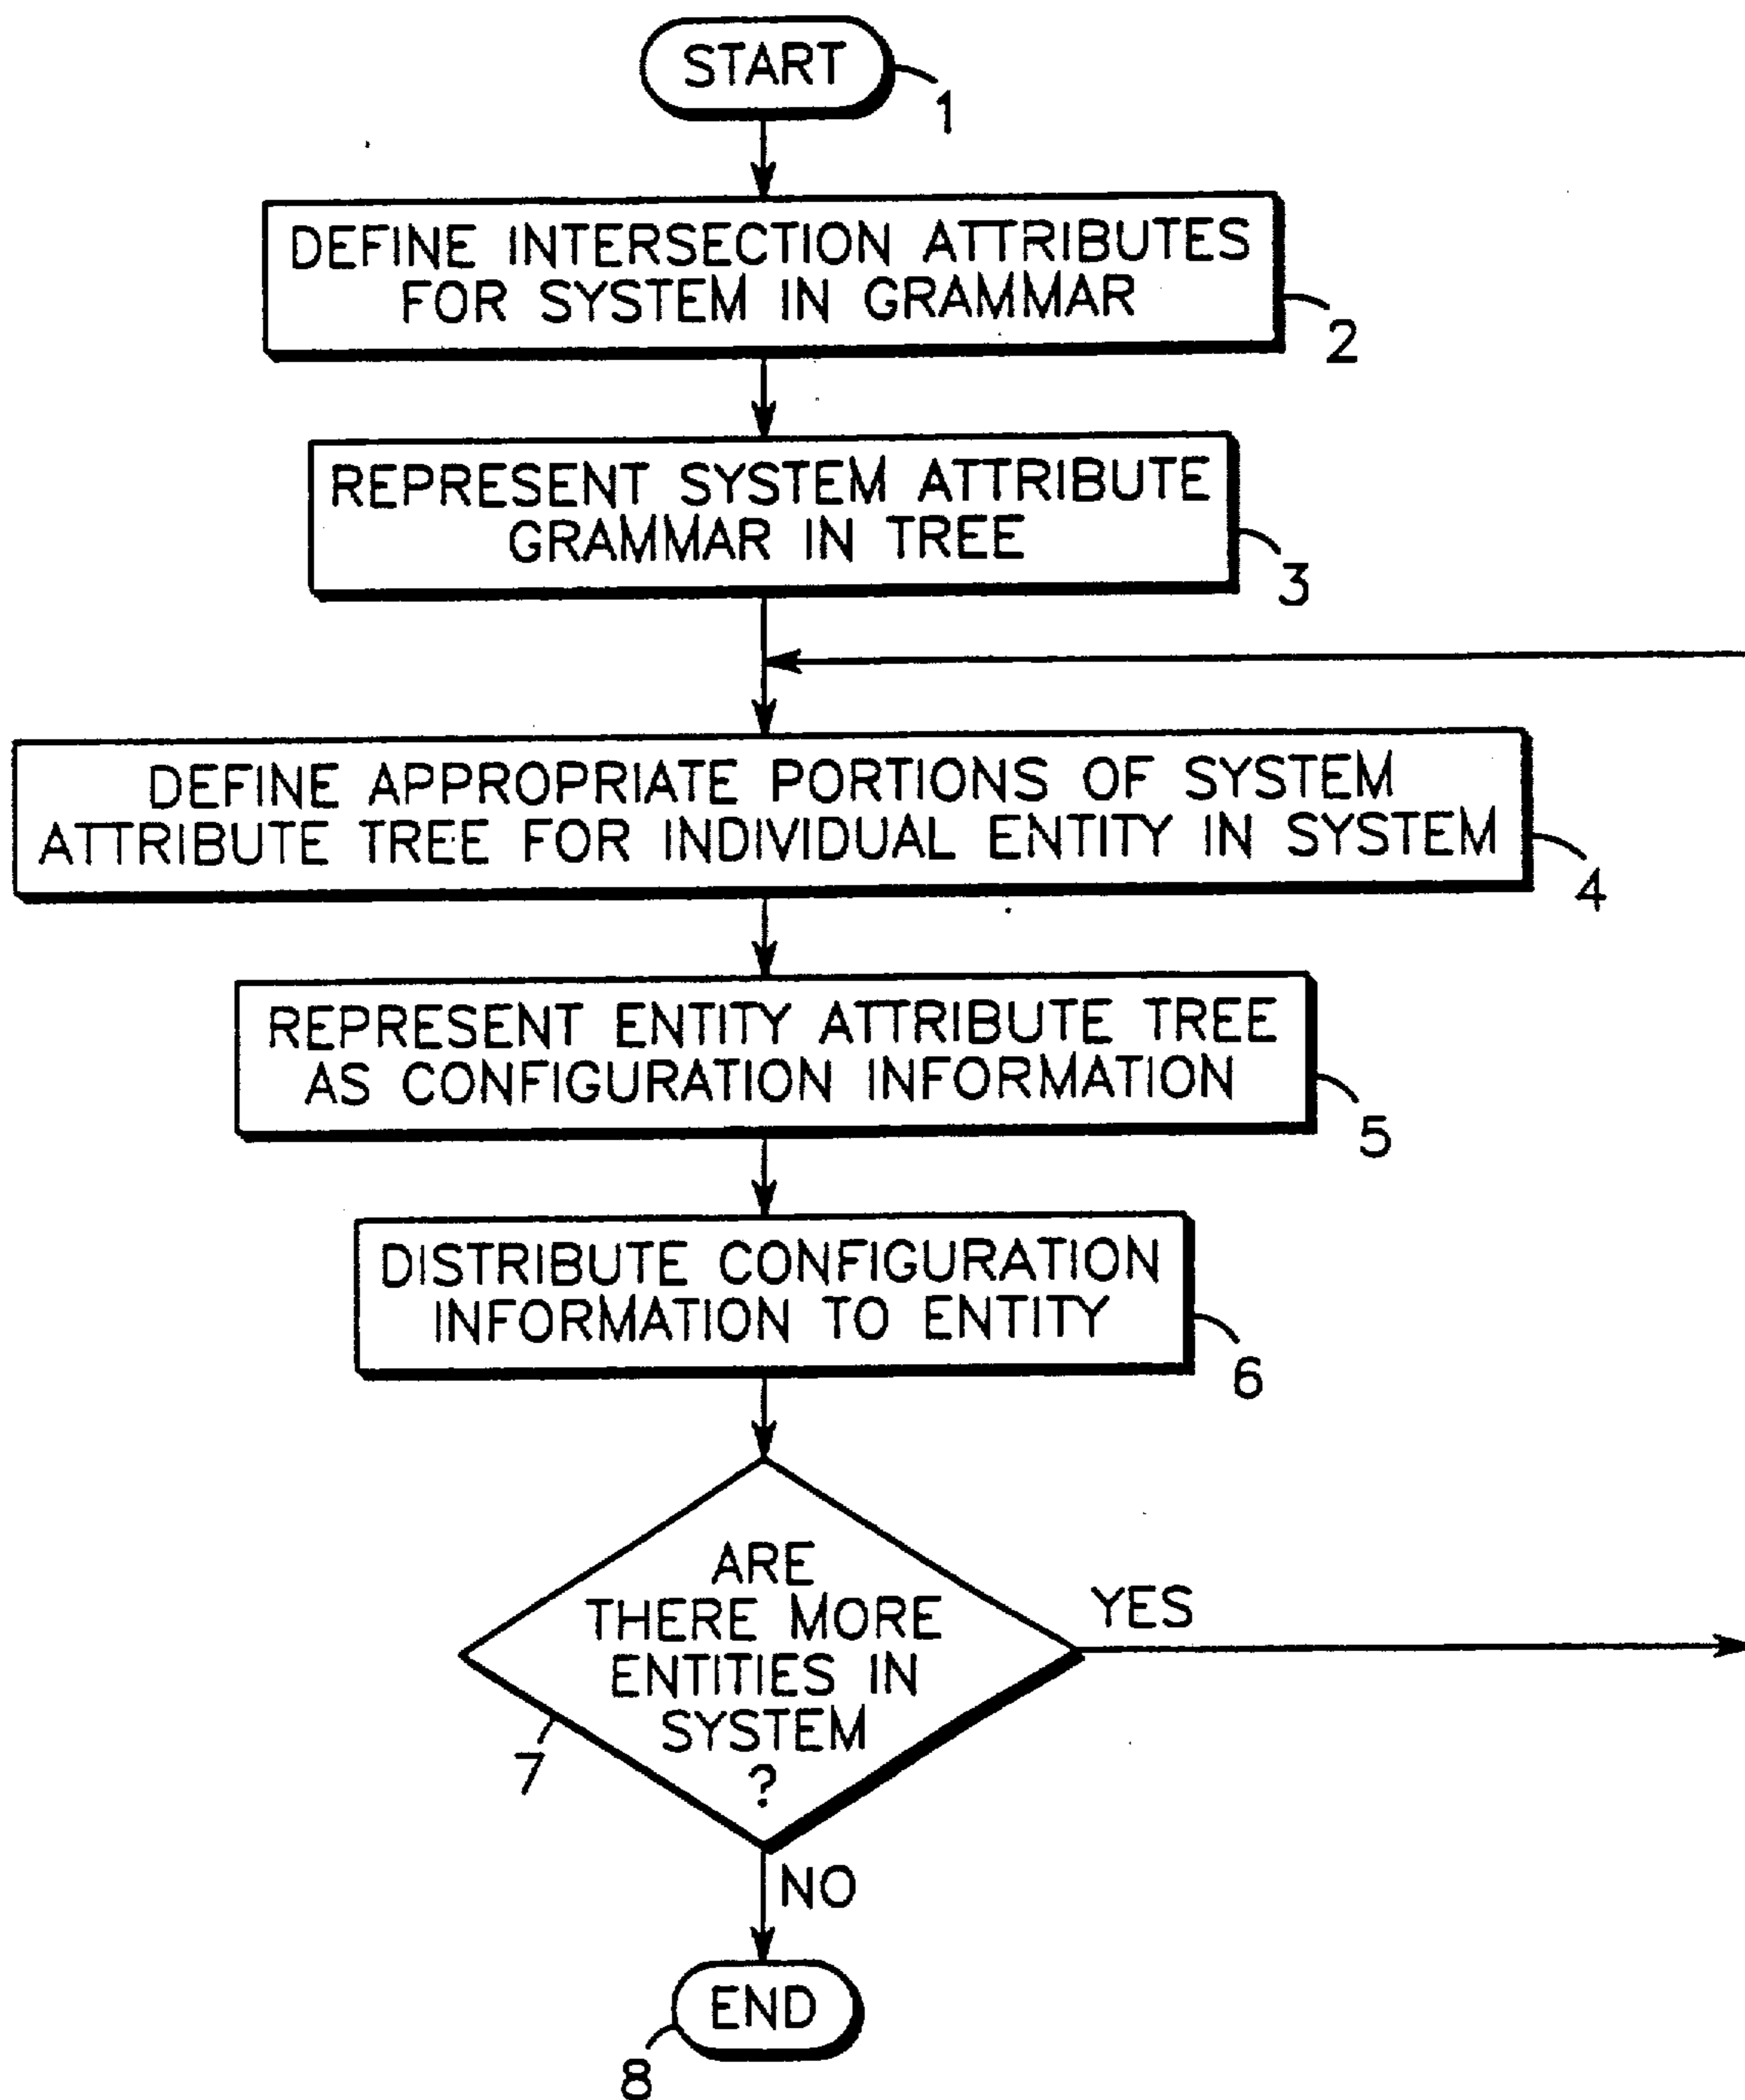 START
1
DEFINE INTERSECTION ATTRIBUTES
FOR SYSTEM IN GRAMMAR
2
REPRESENT SYSTEM ATTRIBUTE
GRAMMAR IN TREE
3
DEFINE APPROPRIATE PORTIONS OF SYSTEM
ATTRIBUTE TREE FOR INDIVIDUAL ENTITY IN SYSTEM
4
REPRESENT ENTITY ATTRIBUTE TREE
AS CONFIGURATION INFORMATION
5
DISTRIBUTE CONFIGURATION
INFORMATION TO ENTITY
6
ARE
THERE MORE
ENTITIES IN
SYSTEM
?
YES
7
NO
END
8